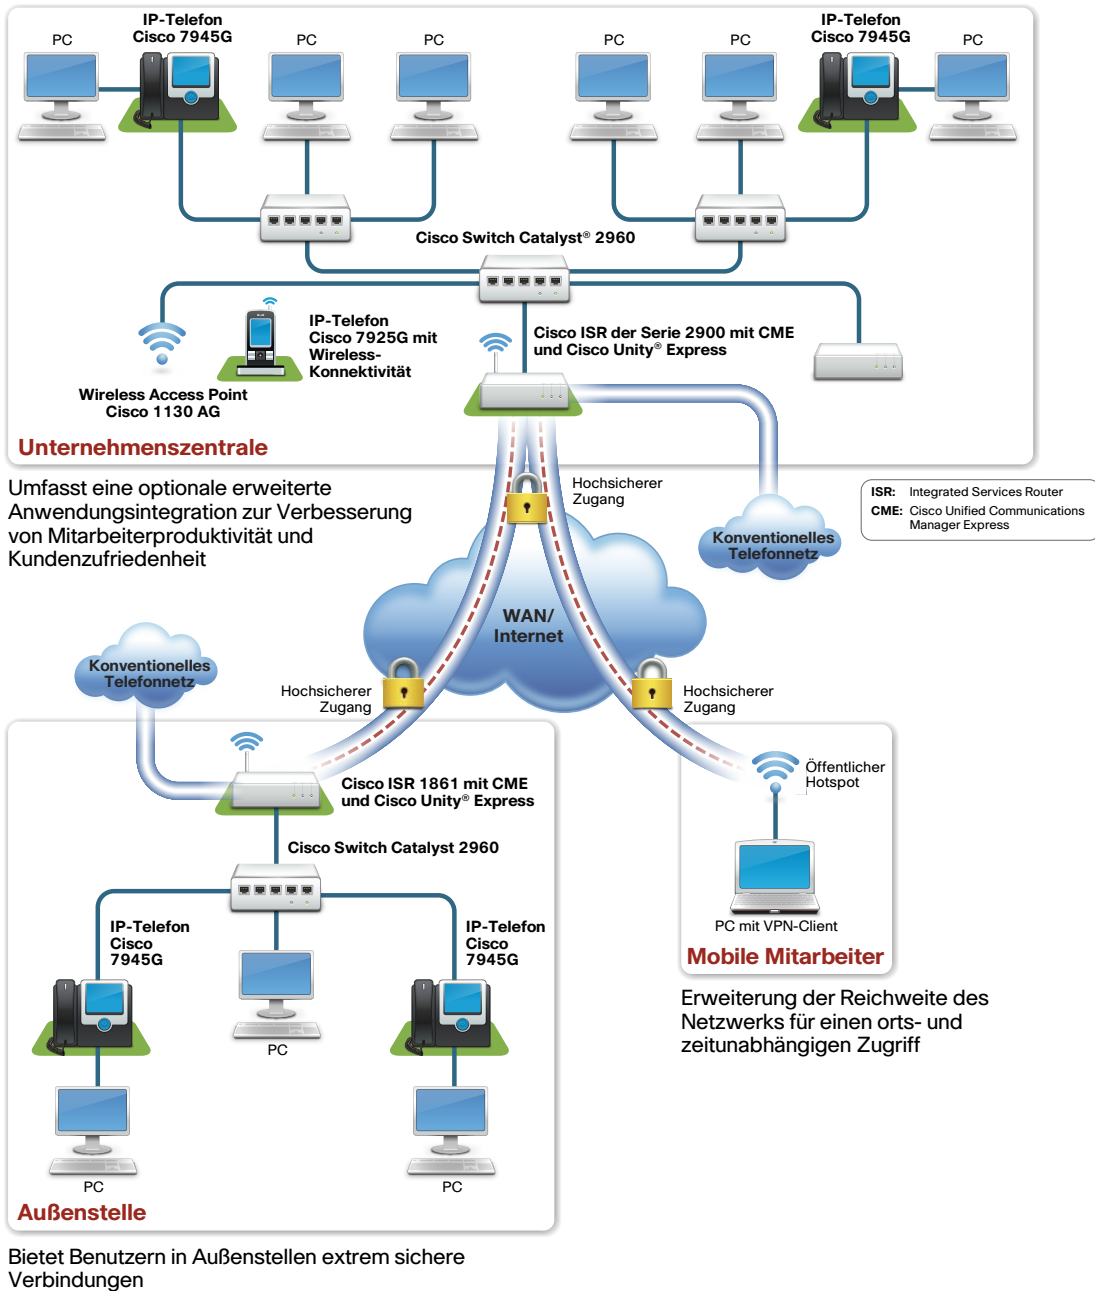 IP-Telefon
Cisco 7945G
PC
PC
PC
PC
PC
IP-Telefon
Cisco 7945G
PC
Cisco Switch Catalyst® 2960
IP-Telefon
Cisco 7925G mit
Wireless-
Konnektivität
Cisco ISR der Serie 2900 mit CME
und Cisco Unity® Express
Wireless Access Point
Cisco 1130 AG
Unternehmenszentrale
Umfasst eine optionale erweiterte
Anwendungsintegration zur Verbesserung
von Mitarbeiterproduktivität und
Kundenzufriedenheit
Hochsicherer
Zugang
Konventionelles
Telefonnetz
ISR: Integrated Services Router
CME: Cisco Unified Communications
Manager Express
WAN/
Internet
Konventionelles
Telefonnetz
Hochsicherer
Zugang
Hochsicherer
Zugang
Cisco ISR 1861 mit CME
und Cisco Unity® Express
Öffentlicher
Hotspot
Cisco Switch Catalyst 2960
IP-Telefon
Cisco
7945G
IP-Telefon
Cisco
7945G
PC mit VPN-Client
Mobile Mitarbeiter
Erweiterung der Reichweite des
Netzwerks für einen orts- und
zeitunabhängigen Zugriff
PC
PC
PC
Außenstelle
Bietet Benutzern in Außenstellen extrem sichere
Verbindungen